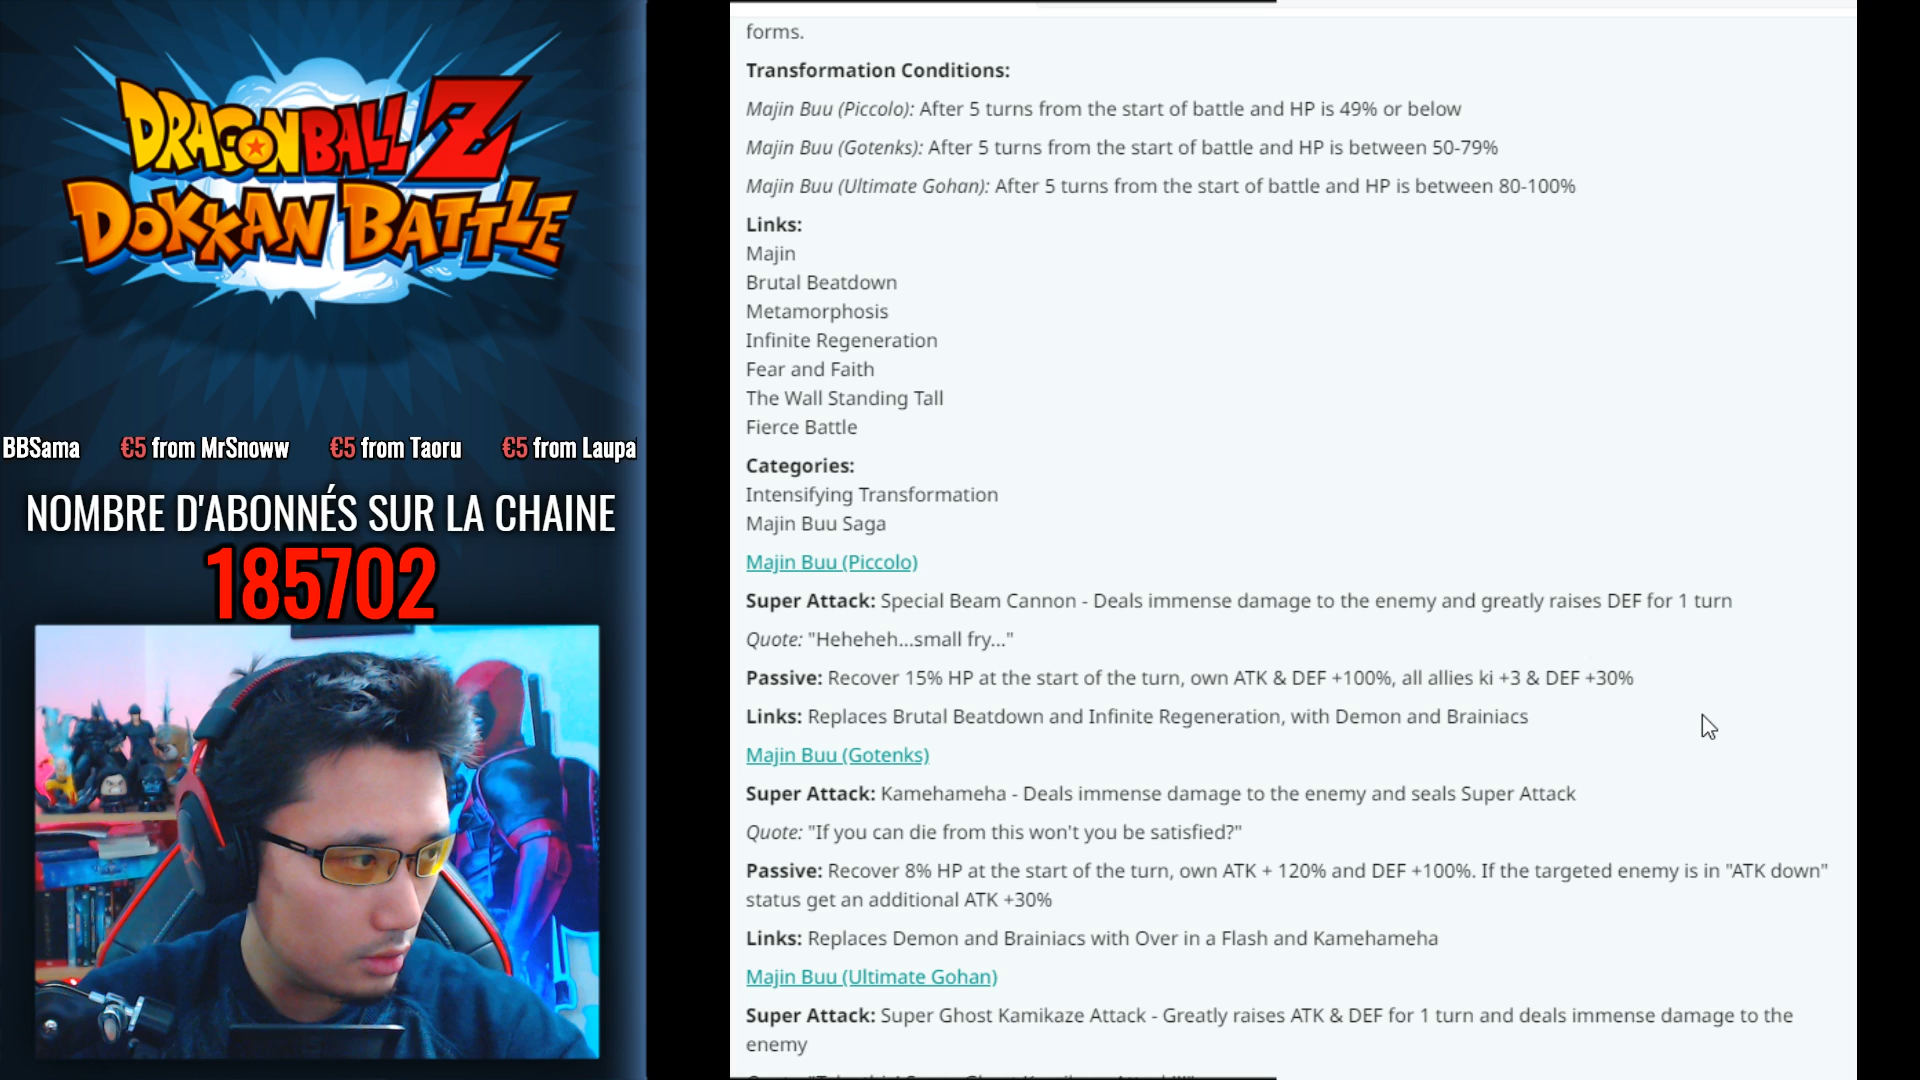 DRAGON BALL Z
DOKKAN BATTLE
BBSama €5 from MrSnoww €5 from Taoru €5 from Laupa
NOMBRE D'ABONNÉS SUR LA CHAINE
185702
forms.
Transformation Conditions:
Majin Buu (Piccolo): After 5 turns from the start of battle and HP is 49% or below
Majin Buu (Gotenks): After 5 turns from the start of battle and HP is between 50-79%
Majin Buu (Ultimate Gohan): After 5 turns from the start of battle and HP is between 80-100%
Links:
Majin
Brutal Beatdown
Metamorphosis
Infinite Regeneration
Fear and Faith
The Wall Standing Tall
Fierce Battle
Categories:
Intensifying Transformation
Majin Buu Saga
Majin Buu (Piccolo)
Super Attack: Special Beam Cannon - Deals immense damage to the enemy and greatly raises DEF for 1 turn
Quote: "Heheheh...small fry..."
Passive: Recover 15% HP at the start of the turn, own ATK & DEF +100%, all allies ki +3 & DEF +30%
Links: Replaces Brutal Beatdown and Infinite Regeneration, with Demon and Brainiacs
Majin Buu (Gotenks)
Super Attack: Kamehameha - Deals immense damage to the enemy and seals Super Attack
Quote: "If you can die from this won't you be satisfied?"
Passive: Recover 8% HP at the start of the turn, own ATK + 120% and DEF +100%. If the targeted enemy is in "ATK down"
status get an additional ATK +30%
Links: Replaces Demon and Brainiacs with Over in a Flash and Kamehameha
Majin Buu (Ultimate Gohan)
Super Attack: Super Ghost Kamikaze Attack - Greatly raises ATK & DEF for 1 turn and deals immense damage to the
enemy